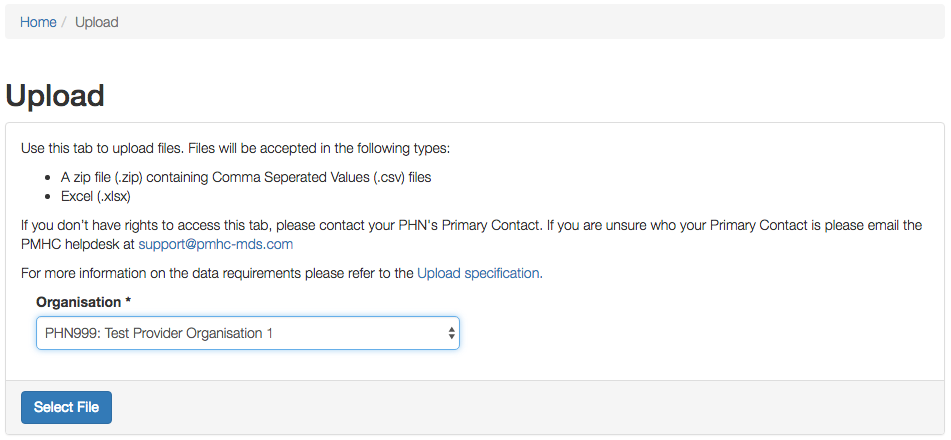 Home / Upload
Upload
Use this tab to upload files. Files will be accepted in the following types:
• A zip file (.zip) containing Comma Seperated Values (.csv) files
• Excel (.xlsx)
If you don't have rights to access this tab, please contact your PHN's Primary Contact. If you are unsure who your Primary Contact is please email the
PMHC helpdesk at support@pmhc-mds.com
For more information on the data requirements please refer to the Upload specification.
Organisation *
PHN999: Test Provider Organisation 1
Select File